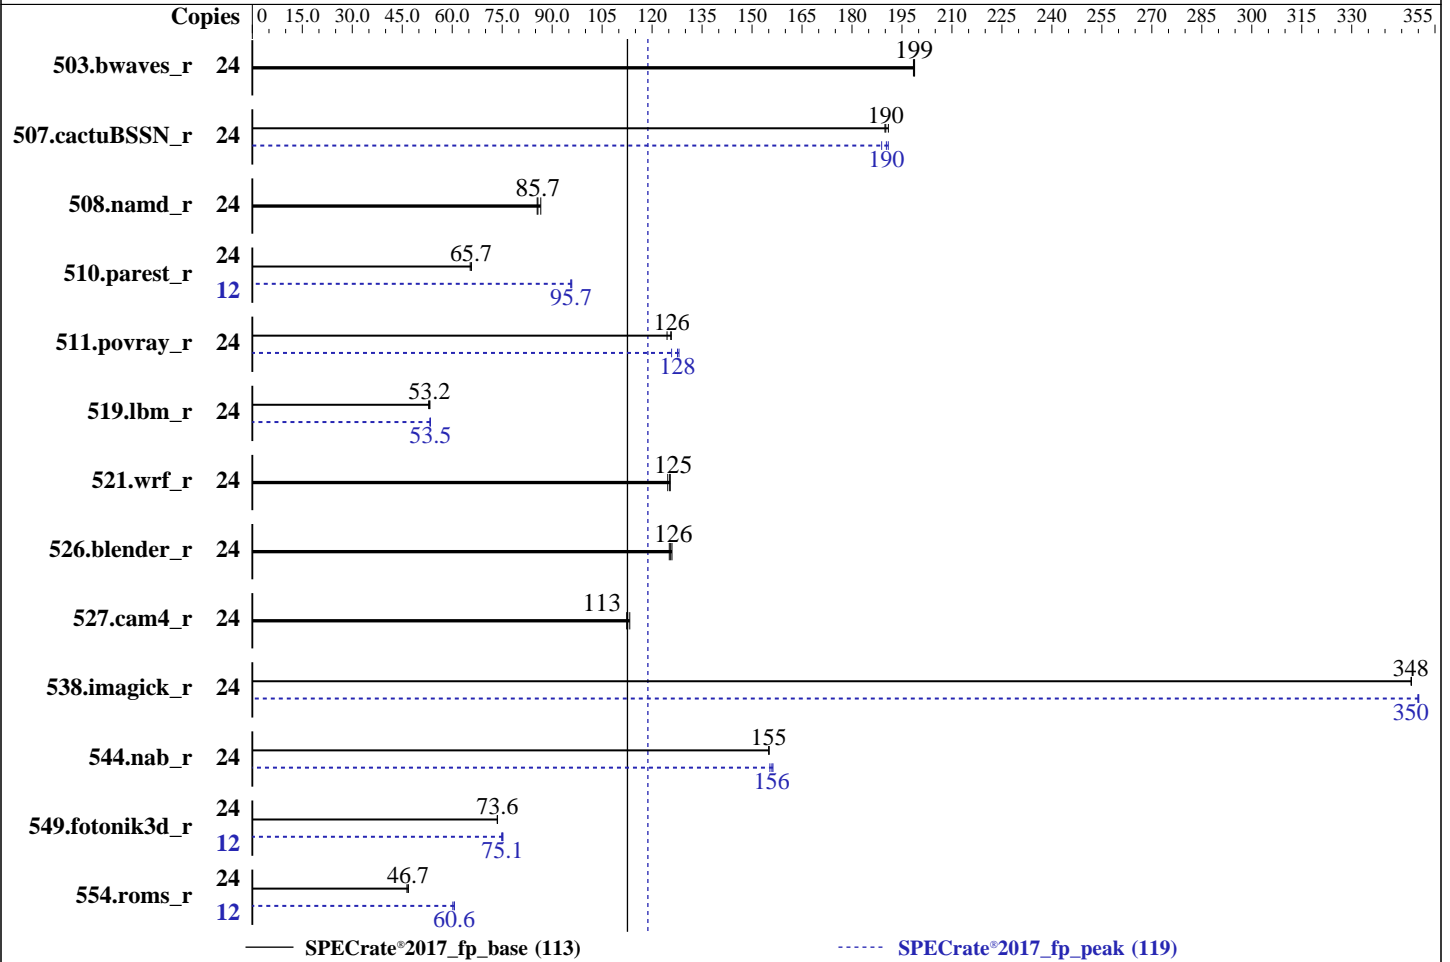 Copies 0 15.0 30.0 45.0 60.0 75.0 90.0 105 120 135 150 165 180 195 210 225 240 255 270 285 300 315 330 355
199
503.bwaves_r 24
190
507.cactuBSSN_r 24
190
85.7
508.namd_r 24
24 65.7
510.parest_r
12 95.7
126
511.povray_r 24
128
53.2
519.lbm_r 24
53.5
125
521.wrf_r 24
126
526.blender_r 24
113
527.cam4_r 24
348
538.imagick_r 24
350
155
544.nab_r 24
156
24 73.6
549.fotonik3d_r
12 75.1
24 46.7
554.roms_r
12 60.6
SPECrate®2017_fp_base (113) SPECrate®2017_fp_peak (119)